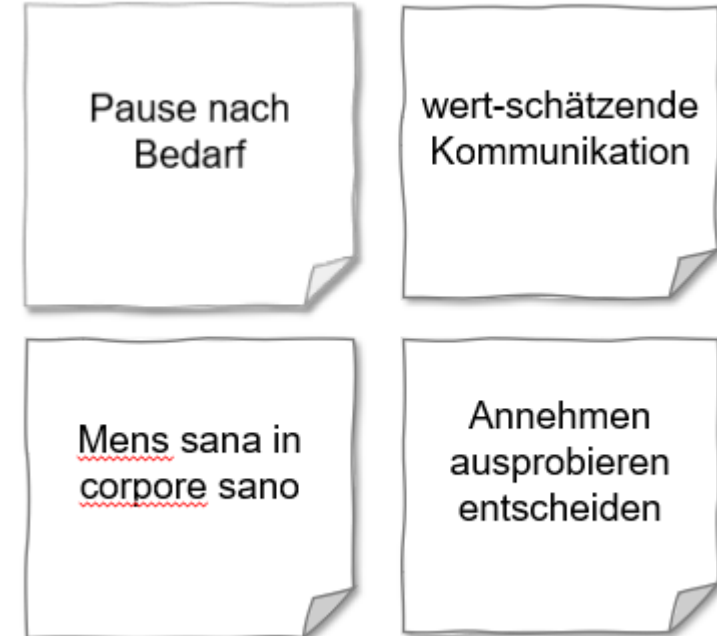 Pause nach
Bedarf
wert-schätzende
Kommunikation
Mens sana in
corpore sano
Annehmen
ausprobieren
entscheiden